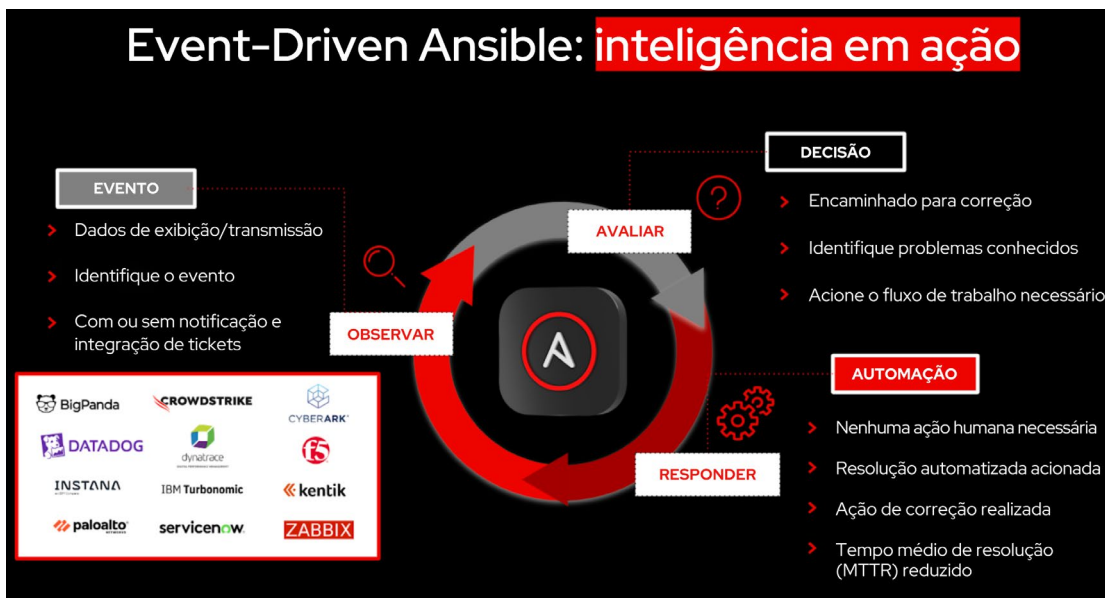 Event-Driven Ansible: inteligência em ação
EVENTO
Dados de exibição/transmissão
Identifique o evento
Com ou sem notificação e
integração de tickets
OBSERVAR
AVALIAR
RESPONDER
DECISÃO
Encaminhado para correção
Identifique problemas conhecidos
Acione o fluxo de trabalho necessário
AUTOMAÇÃO
Nenhuma ação humana necessária
Resolução automatizada acionada
Ação de correção realizada
Tempo médio de resolução
(MTTR) reduzido
BigPanda
CROWDSTRIKE
CYBERARK
DATADOG
dynatrace
f5
INSTANA
IBM Turbonomic
kentik
paloalto
NETWORKS
servicenow
ZABBIX